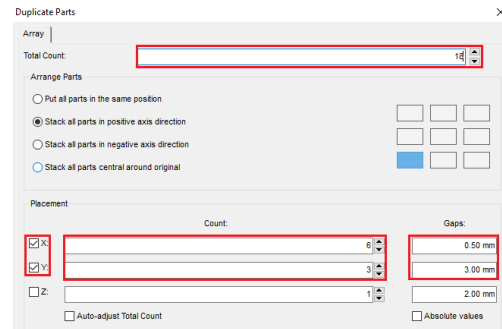 Duplicate Parts
Array
Total Count: 18
Arrange Parts
Put all parts in the same position
Stack all parts in positive axis direction
Stack all parts in negative axis direction
Stack all parts central around original
Placement
Count: Gaps:
X: 6 0.50 mm
Y: 3 3.00 mm
Z: 1 2.00 mm
Auto-adjust Total Count Absolute values